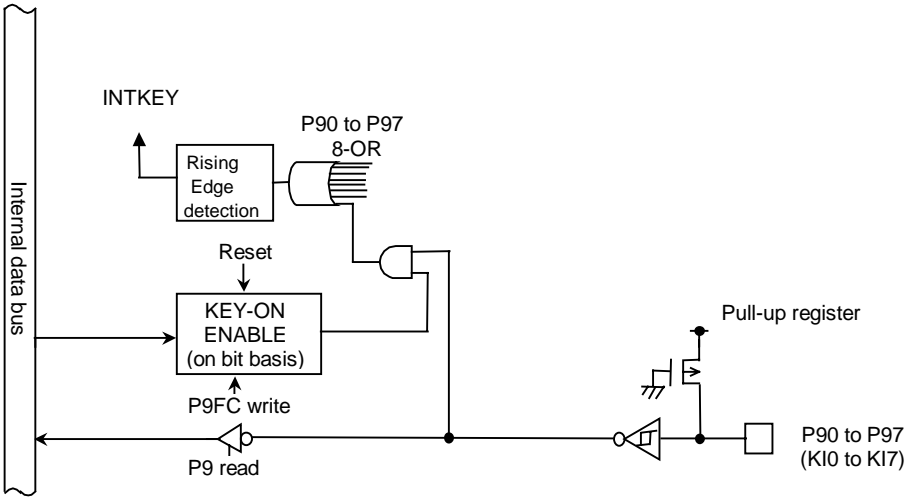 INTKEY
P90 to P97
8-OR
Rising
Edge
detection
Internal data bus
Reset
KEY-ON
ENABLE
(on bit basis)
Pull-up register
P9FC write
P9 read
P90 to P97
(KI0 to KI7)